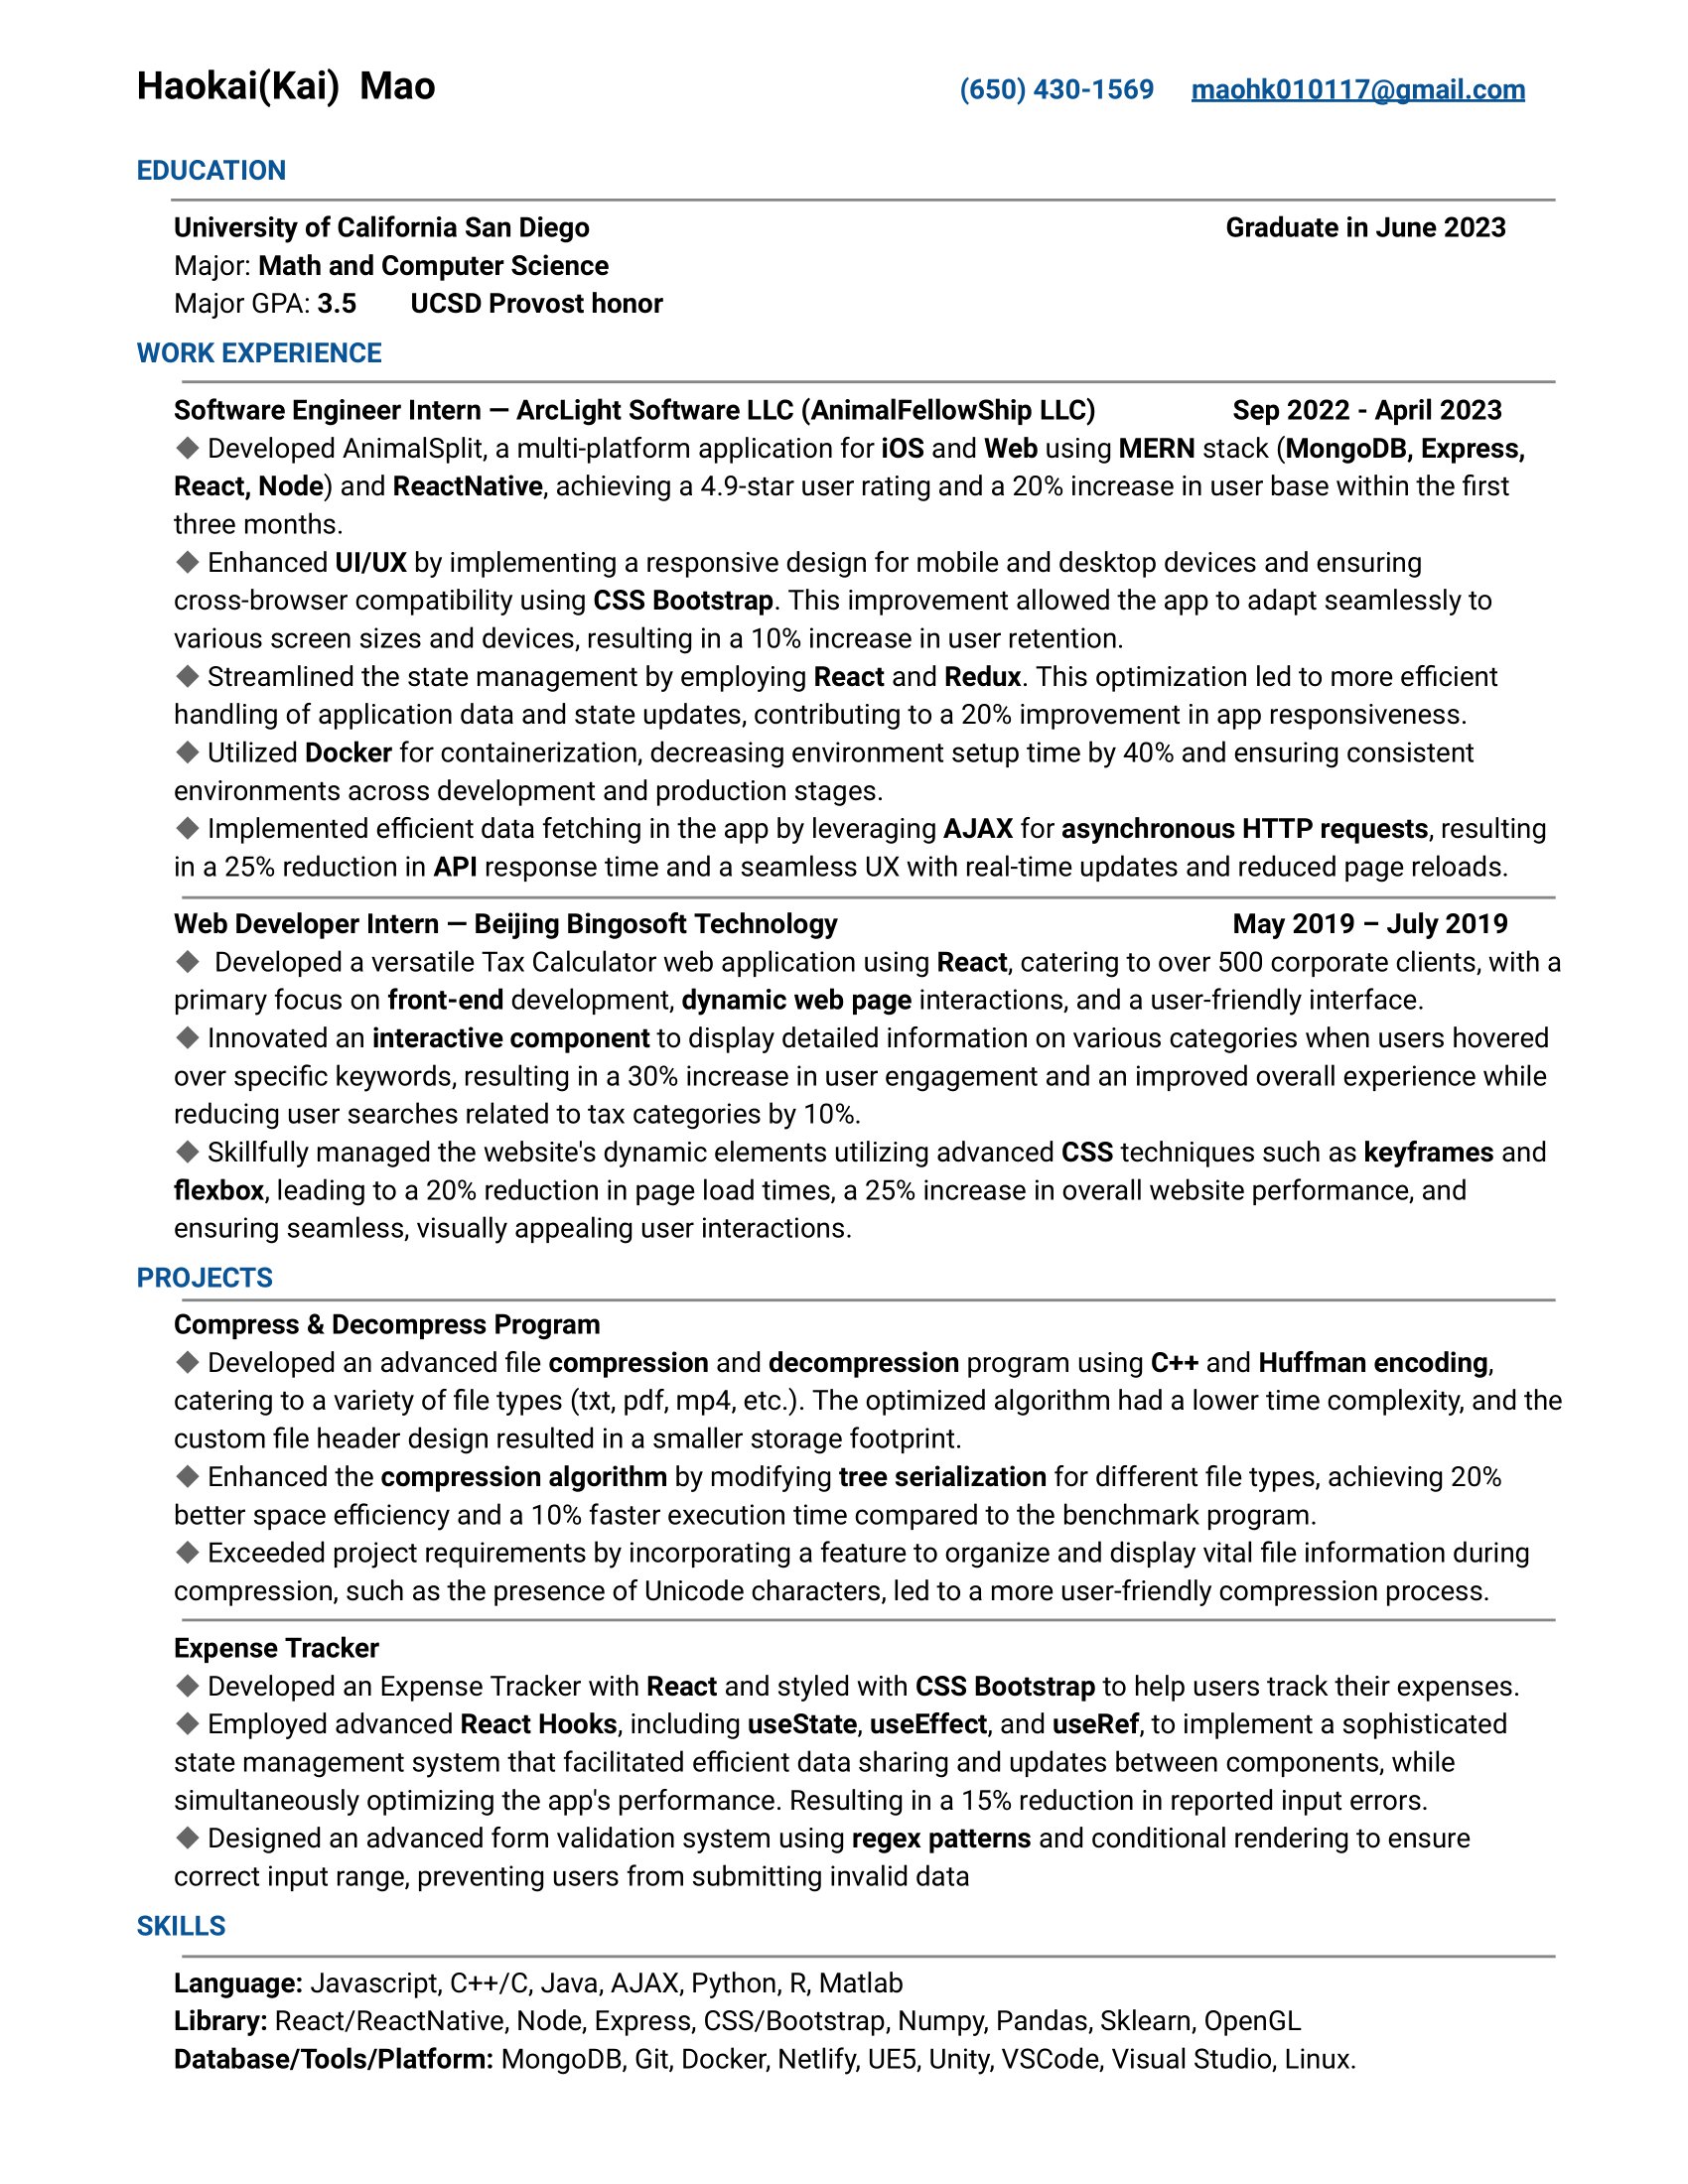 Haokai(Kai) Mao (650) 430-1569 maohk010117@gmail.com
EDUCATION
University of California San Diego Graduate in June 2023
Major: Math and Computer Science
Major GPA: 3.5 UCSD Provost honor
WORK EXPERIENCE
Software Engineer Intern — ArcLight Software LLC (AnimalFellowShip LLC) Sep 2022 - April 2023
◆ Developed AnimalSplit, a multi-platform application for iOS and Web using MERN stack (MongoDB, Express,
React, Node) and ReactNative, achieving a 4.9-star user rating and a 20% increase in user base within the first
three months.
◆ Enhanced UI/UX by implementing a responsive design for mobile and desktop devices and ensuring
cross-browser compatibility using CSS Bootstrap. This improvement allowed the app to adapt seamlessly to
various screen sizes and devices, resulting in a 10% increase in user retention.
◆ Streamlined the state management by employing React and Redux. This optimization led to more efficient
handling of application data and state updates, contributing to a 20% improvement in app responsiveness.
◆ Utilized Docker for containerization, decreasing environment setup time by 40% and ensuring consistent
environments across development and production stages.
◆ Implemented efficient data fetching in the app by leveraging AJAX for asynchronous HTTP requests, resulting
in a 25% reduction in API response time and a seamless UX with real-time updates and reduced page reloads.
Web Developer Intern — Beijing Bingosoft Technology May 2019 – July 2019
◆ Developed a versatile Tax Calculator web application using React, catering to over 500 corporate clients, with a
primary focus on front-end development, dynamic web page interactions, and a user-friendly interface.
◆ Innovated an interactive component to display detailed information on various categories when users hovered
over specific keywords, resulting in a 30% increase in user engagement and an improved overall experience while
reducing user searches related to tax categories by 10%.
◆ Skillfully managed the website's dynamic elements utilizing advanced CSS techniques such as keyframes and
flexbox, leading to a 20% reduction in page load times, a 25% increase in overall website performance, and
ensuring seamless, visually appealing user interactions.
PROJECTS
Compress & Decompress Program
◆ Developed an advanced file compression and decompression program using C++ and Huffman encoding,
catering to a variety of file types (txt, pdf, mp4, etc.). The optimized algorithm had a lower time complexity, and the
custom file header design resulted in a smaller storage footprint.
◆ Enhanced the compression algorithm by modifying tree serialization for different file types, achieving 20%
better space efficiency and a 10% faster execution time compared to the benchmark program.
◆ Exceeded project requirements by incorporating a feature to organize and display vital file information during
compression, such as the presence of Unicode characters, led to a more user-friendly compression process.
Expense Tracker
◆ Developed an Expense Tracker with React and styled with CSS Bootstrap to help users track their expenses.
◆ Employed advanced React Hooks, including useState, useEffect, and useRef, to implement a sophisticated
state management system that facilitated efficient data sharing and updates between components, while
simultaneously optimizing the app's performance. Resulting in a 15% reduction in reported input errors.
◆ Designed an advanced form validation system using regex patterns and conditional rendering to ensure
correct input range, preventing users from submitting invalid data
SKILLS
Language: Javascript, C++/C, Java, AJAX, Python, R, Matlab
Library: React/ReactNative, Node, Express, CSS/Bootstrap, Numpy, Pandas, Sklearn, OpenGL
Database/Tools/Platform: MongoDB, Git, Docker, Netlify, UE5, Unity, VSCode, Visual Studio, Linux.